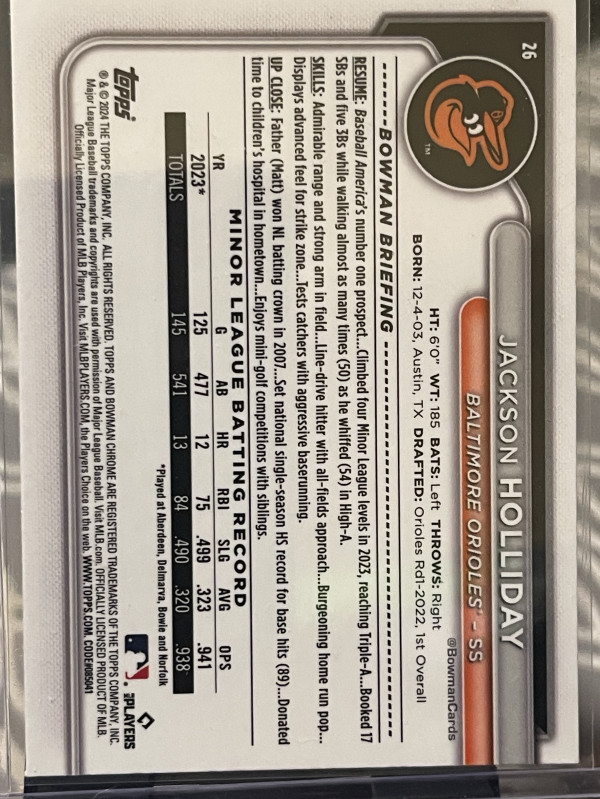 26
JACKSON HOLLIDAY
BALTIMORE ORIOLES® - SS
@BowmanCards
HT: 6'0" WT: 185 BATS: Left THROWS: Right
BORN: 12-4-03, Austin, TX DRAFTED: Orioles Rd1-2022, 1st Overall
TM
BOWMAN BRIEFING
RESUME: Baseball America's number one prospect...Climbed four Minor League levels in 2023, reaching Triple-A...Booked 17
SBs and five 3Bs while walking almost as many times (50) as he whiffed (54) in High-A.
SKILLS: Admirable range and strong arm in field...Line-drive hitter with all-fields approach...Burgeoning home run pop...
Displays advanced feel for strike zone...Tests catchers with aggressive baserunning.
UP CLOSE: Father (Matt) won NL batting crown in 2007...Set national single-season HS record for base hits (89)...Donated
time to children's hospital in hometown...Enjoys mini-golf competitions with siblings.
MINOR LEAGUE BATTING RECORD
YR G AB HR RBI SLG AVG OPS
2023* 125 477 12 75 .499 .323 .941
TOTALS 145 541 13 84 .490 .320 .938
*Played at Aberdeen, Delmarva, Bowie and Norfolk
topps
MLB PLAYERS
® & © 2024 THE TOPPS COMPANY, INC. ALL RIGHTS RESERVED. TOPPS AND BOWMAN CHROME ARE REGISTERED TRADEMARKS OF THE TOPPS COMPANY, INC.
Major League Baseball trademarks and copyrights are used with permission of Major League Baseball. Visit MLB.com. OFFICIALLY LICENSED PRODUCT OF MLB.
Officially Licensed Product of MLB Players, Inc. Visit MLBPLAYERS.COM, the Players Choice on the web. WWW.TOPPS.COM. CODE#085041